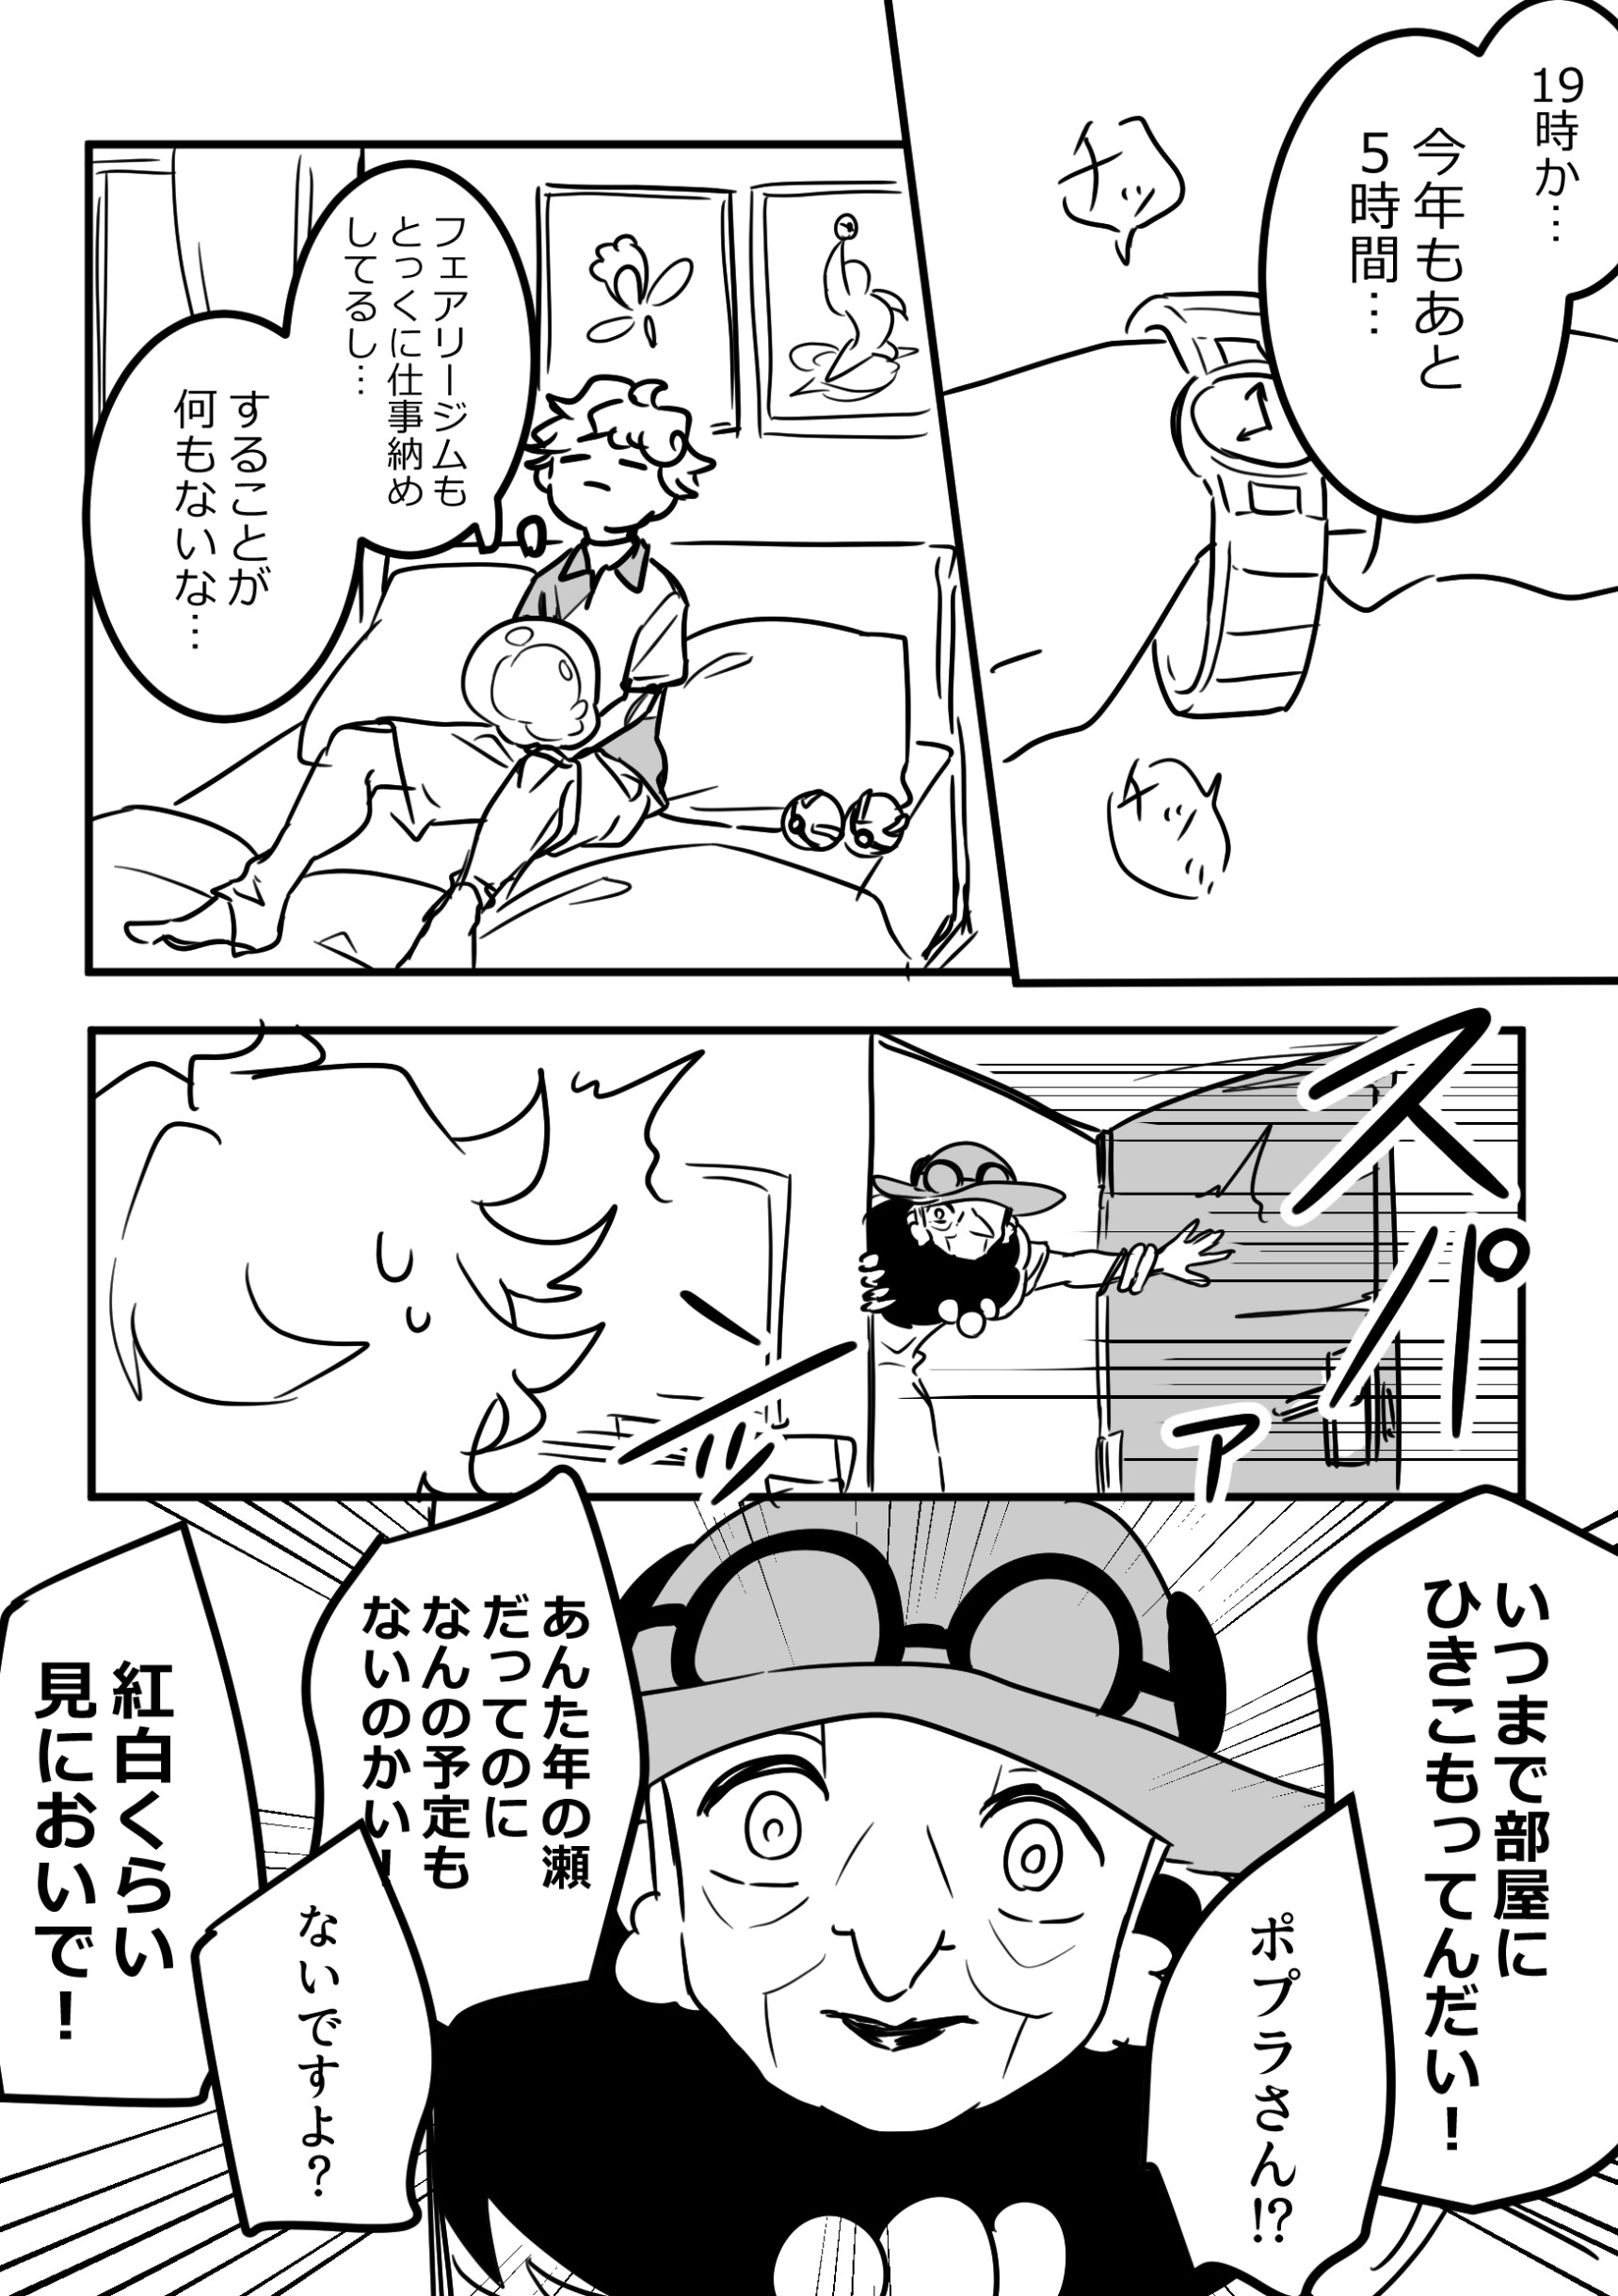 19時か…
今年もあと
5時間…
チッ
チッ
フェアリージムも
とっくに仕事納め
してるし…
することが
何もないな…
スパァンッ
いつまで部屋に
ひきこもってんだい！
ポプラさん!?
あんた年の瀬
だってのに
なんの予定も
ないのかい！
ないですよ？
紅白くらい
見においで！